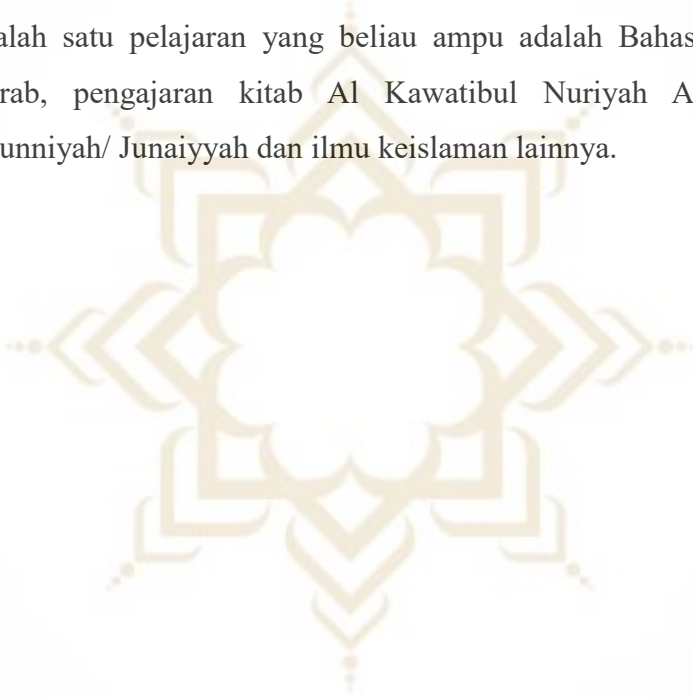 alah satu pelajaran yang beliau ampu adalah Bahas
rab, pengajaran kitab Al Kawatibul Nuriyah A
unniyah/ Junaiyyah dan ilmu keislaman lainnya.